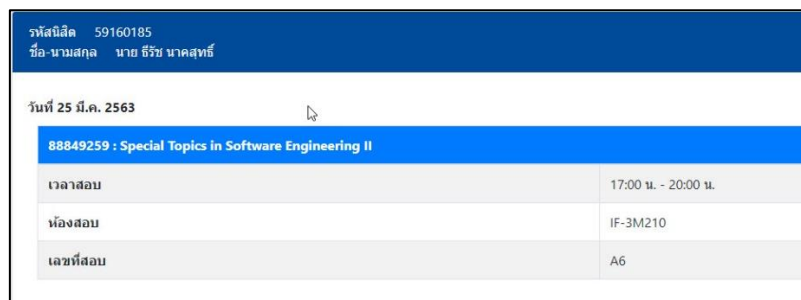 รหัสนิสิต 59160185
ชื่อ-นามสกุล นาย ธีรัช นาคสุทธิ์
วันที่ 25 มี.ค. 2563
88849259 : Special Topics in Software Engineering II
เวลาสอบ 17:00 น. - 20:00 น.
ห้องสอบ IF-3M210
เลขที่สอบ A6